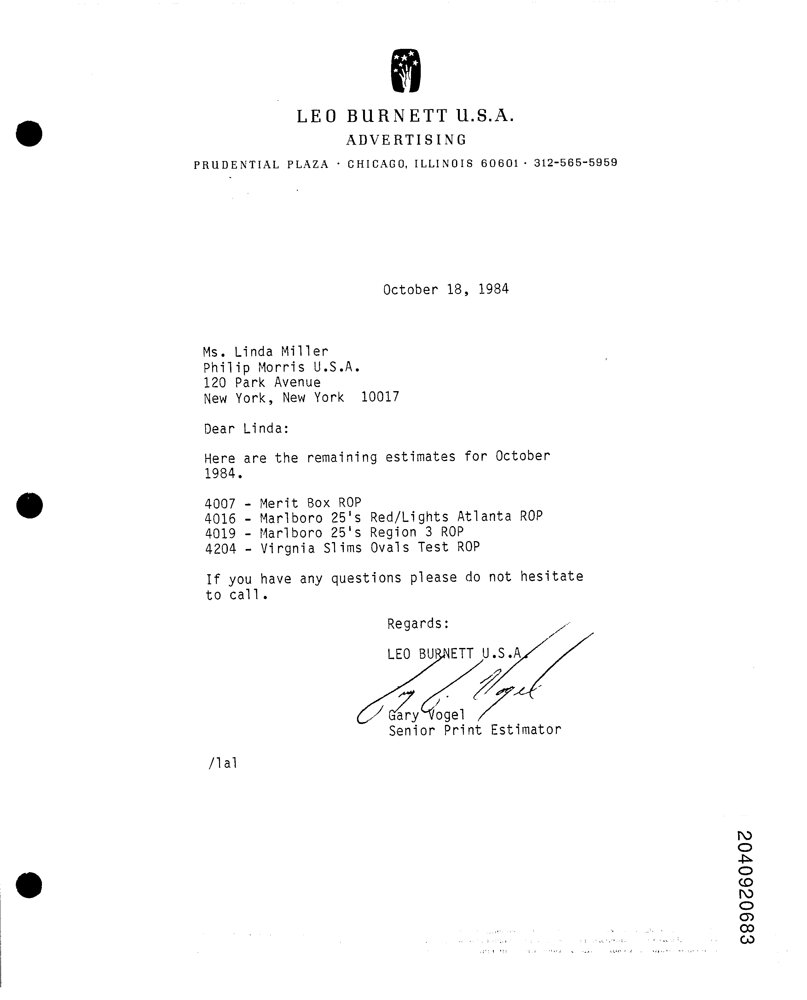 LEO BURNETT U.S.A.
ADVERTISING
PRUDENTIAL PLAZA · CHICAGO, ILLINOIS 60601 · 312-565-5959
October 18, 1984
Ms. Linda Miller
Philip Morris U.S.A.
120 Park Avenue
New York, New York 10017
Dear Linda:
Here are the remaining estimates for October
1984.
4007 - Merit Box ROP
4016 - Marlboro 25's Red/Lights Atlanta ROP
4019 - Marlboro 25's Region 3 ROP
4204 - Virgnia Slims Ovals Test ROP
If you have any questions please do not hesitate
to call.
Regards:
LEO BURNETT U.S.A.
Gary Vogel
Senior Print Estimator
/lal
2040920683